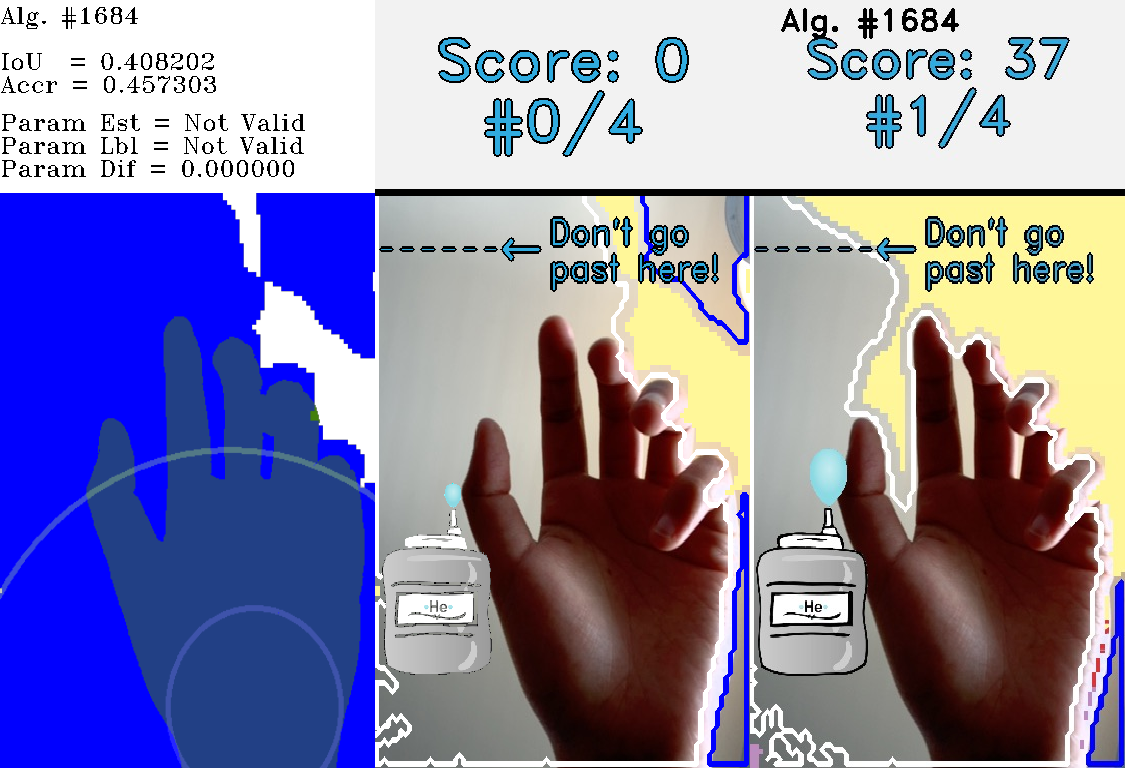 Alg. #1684
IoU = 0.408202
Accr = 0.457303
Param Est = Not Valid
Param Lbl = Not Valid
Param Dif = 0.000000
Score: 0
#0/4
Alg. #1684
Score: 37
#1/4
Don't go
past here!
He
Don't go
past here!
He